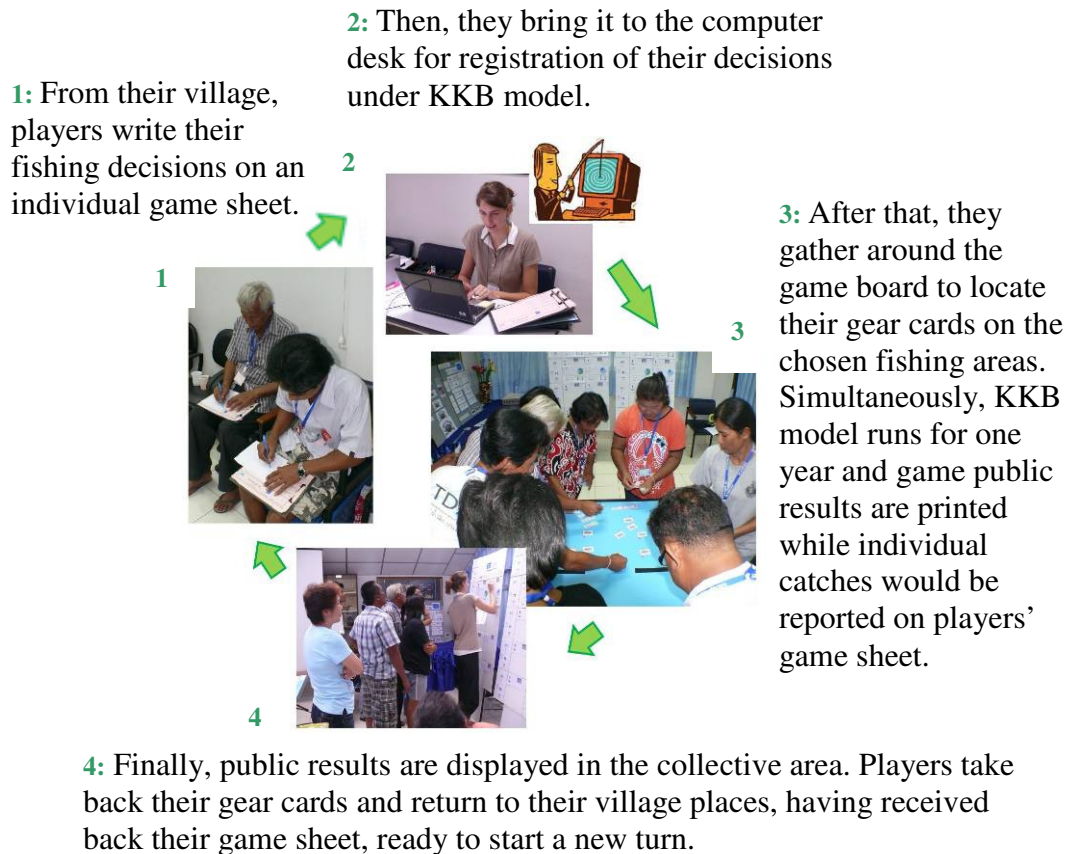 2: Then, they bring it to the computer
desk for registration of their decisions
under KKB model.
1: From their village,
players write their
fishing decisions on an
individual game sheet.
2
1
3: After that, they
gather around the
game board to locate
their gear cards on the
chosen fishing areas.
Simultaneously, KKB
model runs for one
year and game public
results are printed
while individual
catches would be
reported on players’
game sheet.
3
TD
4
4: Finally, public results are displayed in the collective area. Players take
back their gear cards and return to their village places, having received
back their game sheet, ready to start a new turn.